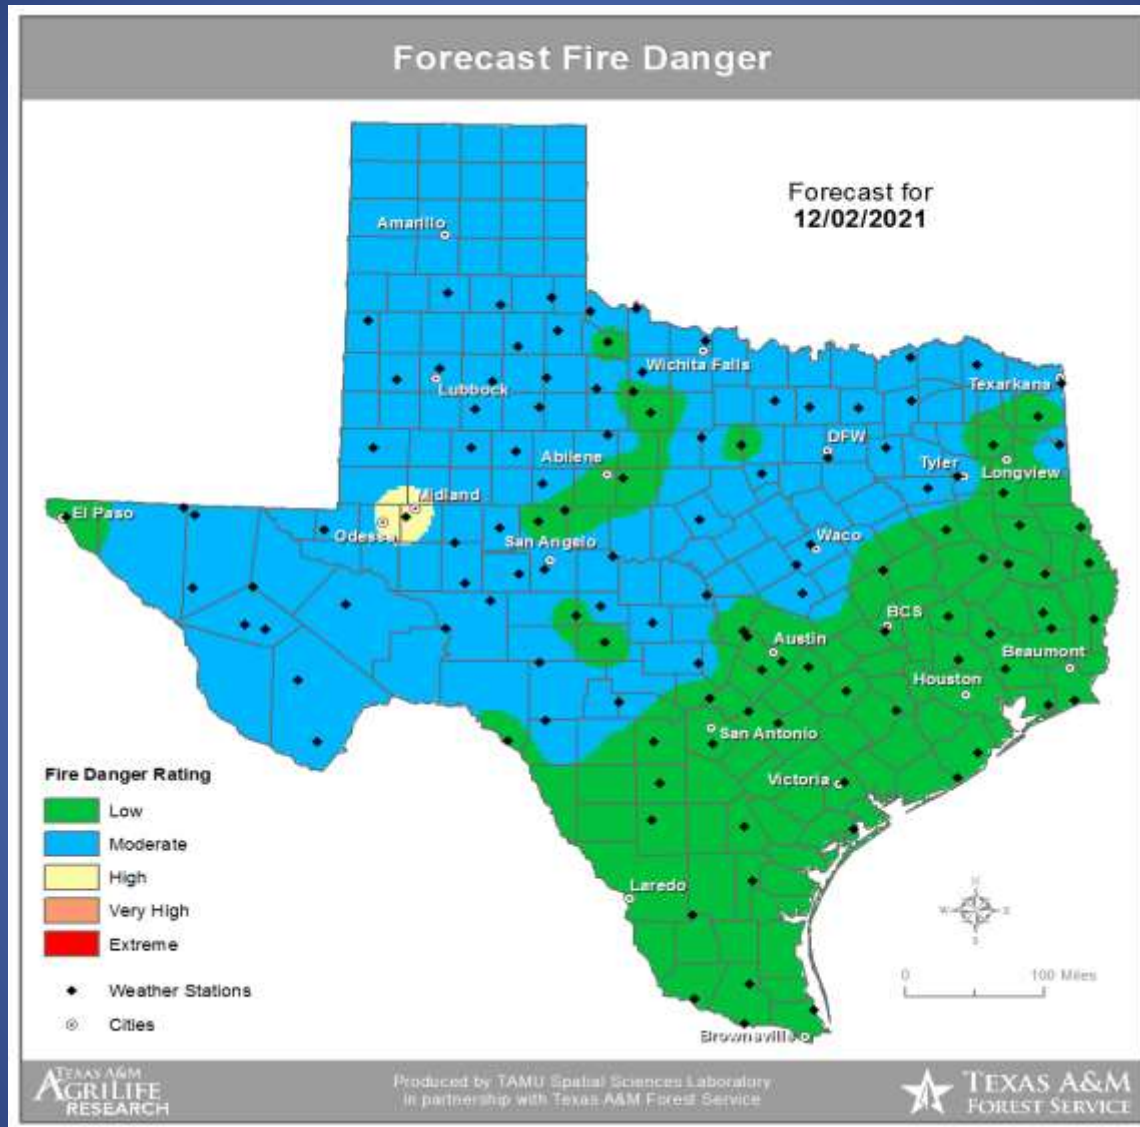 Forecast Fire Danger
Forecast for
12/02/2021
Amarillo
Wichita Falls
Lubbock
Texarkana
DFW
Abilene
Tyler
Longview
Midland
El Paso
Odessa
San Angelo
Waco
BCS
Austin
Beaumont
Houston
San Antonio
Victoria
Laredo
Brownsville
Fire Danger Rating
Low
Moderate
High
Very High
Extreme
Weather Stations
Cities
N
W E
S
0 100 Miles
TEXAS A&M
AGRILIFE
RESEARCH
Produced by TAMU Spatial Sciences Laboratory
in partnership with Texas A&M Forest Service
TEXAS A&M
FOREST SERVICE